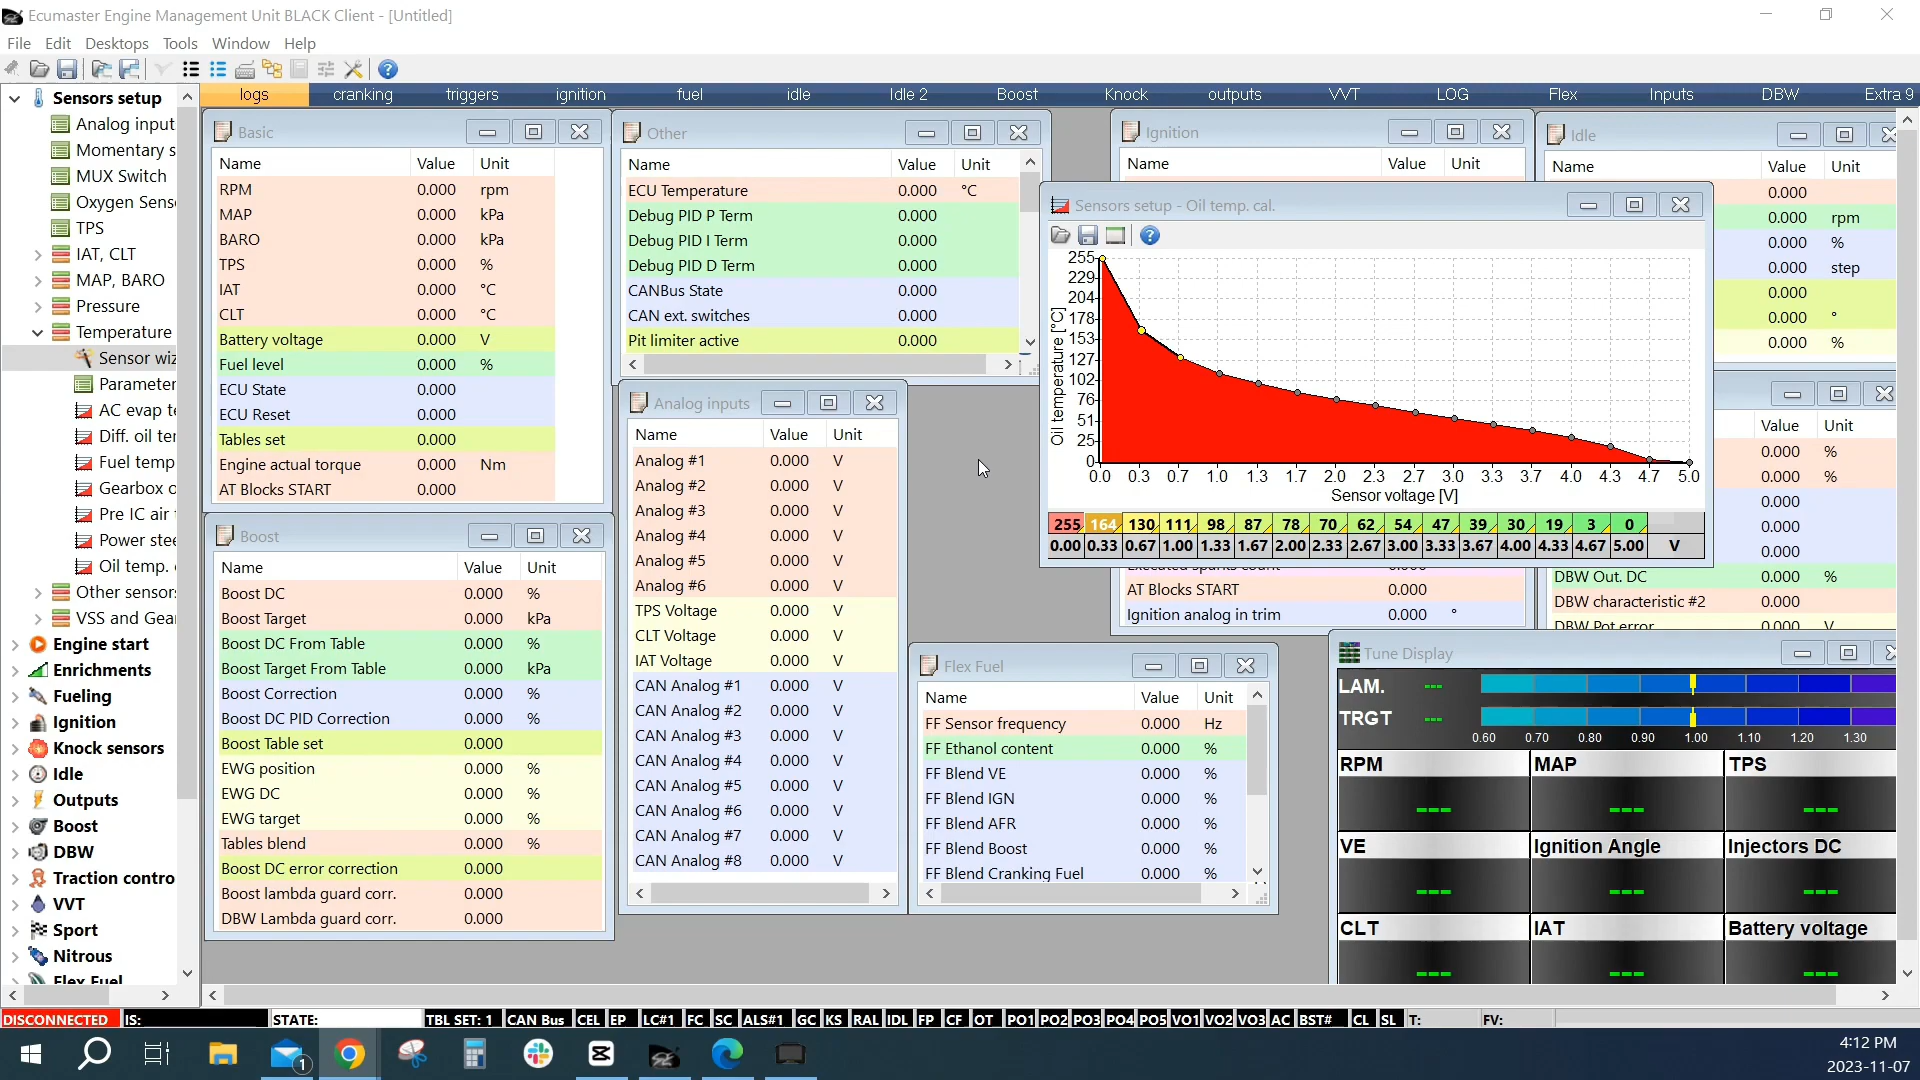 Ecumaster Engine Management Unit BLACK Client - [Untitled]
File Edit Desktops Tools Window Help
logs cranking triggers ignition fuel idle Idle 2 Boost Knock outputs VVT LOG Flex Inputs DBW Extra 9
Sensors setup
Analog input
Momentary s
MUX Switch
Oxygen Sens
TPS
IAT, CLT
MAP, BARO
Pressure
Temperature
Sensor wiz
Parameter
AC evap te
Diff. oil ter
Fuel temp
Gearbox o
Pre IC air t
Power stee
Oil temp.
Other sensors
VSS and Gea
Engine start
Enrichments
Fueling
Ignition
Knock sensors
Idle
Outputs
Boost
DBW
Traction contro
VVT
Sport
Nitrous
Flex Fuel
Basic
Name Value Unit
RPM 0.000 rpm
MAP 0.000 kPa
BARO 0.000 kPa
TPS 0.000 %
IAT 0.000 °C
CLT 0.000 °C
Battery voltage 0.000 V
Fuel level 0.000 %
ECU State 0.000
ECU Reset 0.000
Tables set 0.000
Engine actual torque 0.000 Nm
AT Blocks START 0.000
Boost
Name Value Unit
Boost DC 0.000 %
Boost Target 0.000 kPa
Boost DC From Table 0.000 %
Boost Target From Table 0.000 kPa
Boost Correction 0.000 %
Boost DC PID Correction 0.000 %
Boost Table set 0.000
EWG position 0.000 %
EWG DC 0.000 %
EWG target 0.000 %
Tables blend 0.000 %
Boost DC error correction 0.000
Boost lambda guard corr. 0.000
DBW Lambda guard corr. 0.000
Other
Name Value Unit
ECU Temperature 0.000 °C
Debug PID P Term 0.000
Debug PID I Term 0.000
Debug PID D Term 0.000
CANBus State 0.000
CAN ext. switches 0.000
Pit limiter active 0.000
Analog inputs
Name Value Unit
Analog #1 0.000 V
Analog #2 0.000 V
Analog #3 0.000 V
Analog #4 0.000 V
Analog #5 0.000 V
Analog #6 0.000 V
TPS Voltage 0.000 V
CLT Voltage 0.000 V
IAT Voltage 0.000 V
CAN Analog #1 0.000 V
CAN Analog #2 0.000 V
CAN Analog #3 0.000 V
CAN Analog #4 0.000 V
CAN Analog #5 0.000 V
CAN Analog #6 0.000 V
CAN Analog #7 0.000 V
CAN Analog #8 0.000 V
Flex Fuel
Name Value Unit
FF Sensor frequency 0.000 Hz
FF Ethanol content 0.000 %
FF Blend VE 0.000 %
FF Blend IGN 0.000 %
FF Blend AFR 0.000 %
FF Blend Boost 0.000 %
FF Blend Cranking Fuel 0.000 %
Ignition
Name Value Unit
AT Blocks START 0.000
Ignition analog in trim 0.000 °
Sensors setup - Oil temp. cal.
Oil temperature [°C]
255
229
204
178
153
127
102
76
51
25
0
0.0 0.3 0.7 1.0 1.3 1.7 2.0 2.3 2.7 3.0 3.3 3.7 4.0 4.3 4.7 5.0
Sensor voltage [V]
255 164 130 111 98 87 78 70 62 54 47 39 30 19 3 0
0.00 0.33 0.67 1.00 1.33 1.67 2.00 2.33 2.67 3.00 3.33 3.67 4.00 4.33 4.67 5.00 V
Idle
Name Value Unit
0.000
0.000 rpm
0.000 %
0.000 step
0.000
0.000 °
0.000 %
Value Unit
0.000 %
0.000 %
0.000
0.000
0.000
DBW Out. DC 0.000 %
DBW characteristic #2 0.000
DBW Pot error 0.000 V
Tune Display
LAM. ---
TRGT ---
0.60 0.70 0.80 0.90 1.00 1.10 1.20 1.30
RPM MAP TPS
--- --- ---
VE Ignition Angle Injectors DC
--- --- ---
CLT IAT Battery voltage
--- --- ---
DISCONNECTED IS: STATE: TBL SET: 1 CAN Bus CEL EP LC#1 FC SC ALS#1 GC KS RAL IDL FP CF OT PO1 PO2 PO3 PO4 PO5 VO1 VO2 VO3 AC BST# CL SL T: FV:
1
4:12 PM
2023-11-07